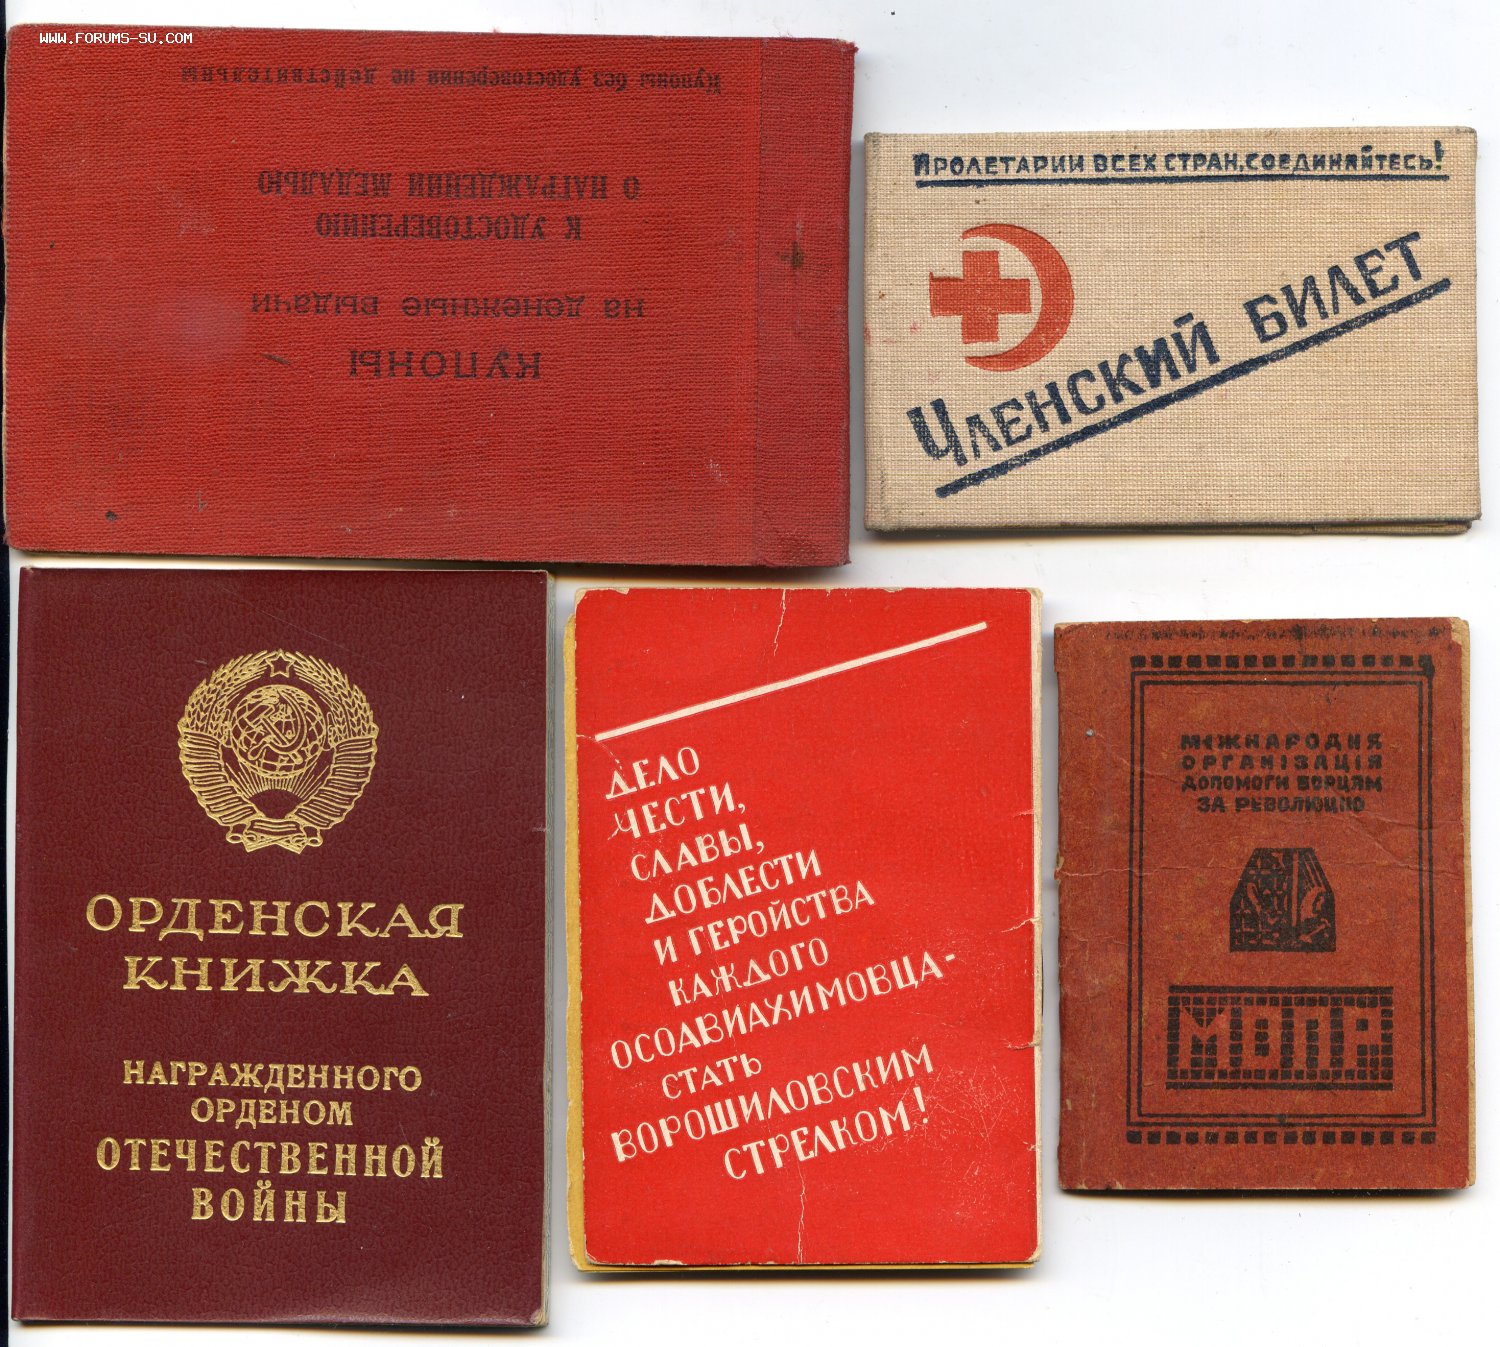 WWW.FORUMS-SU.COM
КУПОНЫ
на денежные выдачи
К УДОСТОВЕРЕНИЮ
О НАГРАЖДЕНИИ МЕДАЛЬЮ
Купоны без удостоверения не действительны
ПРОЛЕТАРИИ ВСЕХ СТРАН, СОЕДИНЯЙТЕСЬ!
ЧЛЕНСКИЙ БИЛЕТ
ОРДЕНСКАЯ
КНИЖКА
НАГРАЖДЕННОГО
ОРДЕНОМ
ОТЕЧЕСТВЕННОЙ
ВОЙНЫ
ДЕЛО
ЧЕСТИ,
СЛАВЫ,
ДОБЛЕСТИ
И ГЕРОЙСТВА
КАЖДОГО
ОСОАВИАХИМОВЦА-
СТАТЬ
ВОРОШИЛОВСКИМ
СТРЕЛКОМ!
МІЖНАРОДНЯ
ОРГАНІЗАЦІЯ
ДОПОМОГИ БОРЦЯМ
ЗА РЕВОЛЮЦІЮ
МОПР